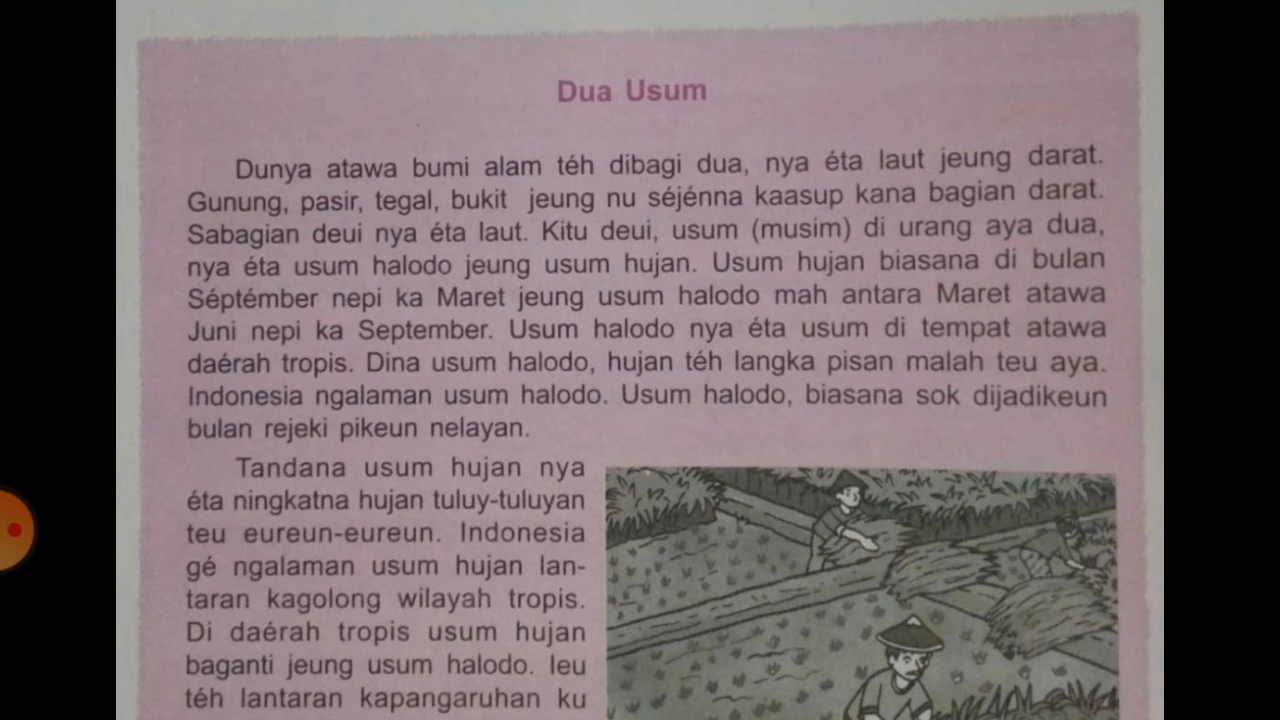 Dua Usum
Dunya atawa bumi alam téh dibagi dua, nya éta laut jeung darat.
Gunung, pasir, tegal, bukit jeung nu séjénna kaasup kana bagian darat.
Sabagian deui nya éta laut. Kitu deui, usum (musim) di urang aya dua,
nya éta usum halodo jeung usum hujan. Usum hujan biasana di bulan
Séptémber nepi ka Maret jeung usum halodo mah antara Maret atawa
Juni nepi ka September. Usum halodo nya éta usum di tempat atawa
daérah tropis. Dina usum halodo, hujan téh langka pisan malah teu aya.
Indonesia ngalaman usum halodo. Usum halodo, biasana sok dijadikeun
bulan rejeki pikeun nelayan.
Tandana usum hujan nya
éta ningkatna hujan tuluy-tuluyan
teu eureun-eureun. Indonesia
gé ngalaman usum hujan lan-
taran kagolong wilayah tropis.
Di daérah tropis usum hujan
baganti jeung usum halodo. Ieu
téh lantaran kapangaruhan ku